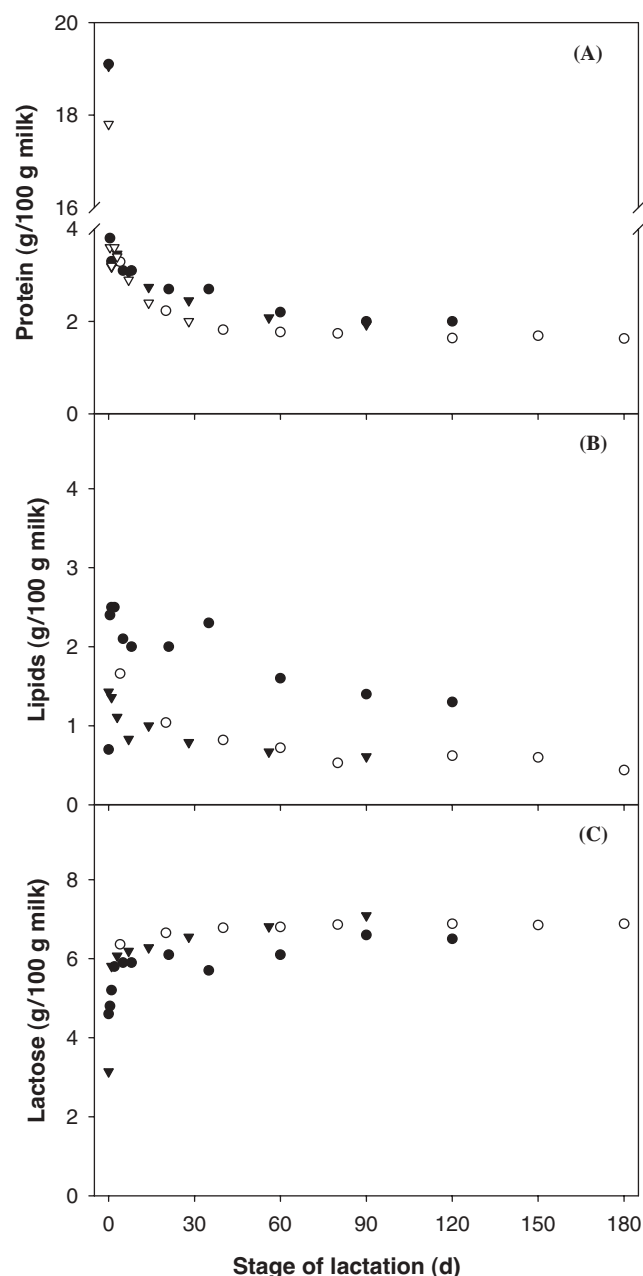 20
(A)
18
16
4
2
0
Protein (g/100 g milk)
(B)
4
3
2
1
0
Lipids (g/100 g milk)
(C)
8
6
4
2
0
Lactose (g/100 g milk)
0 30 60 90 120 150 180
Stage of lactation (d)